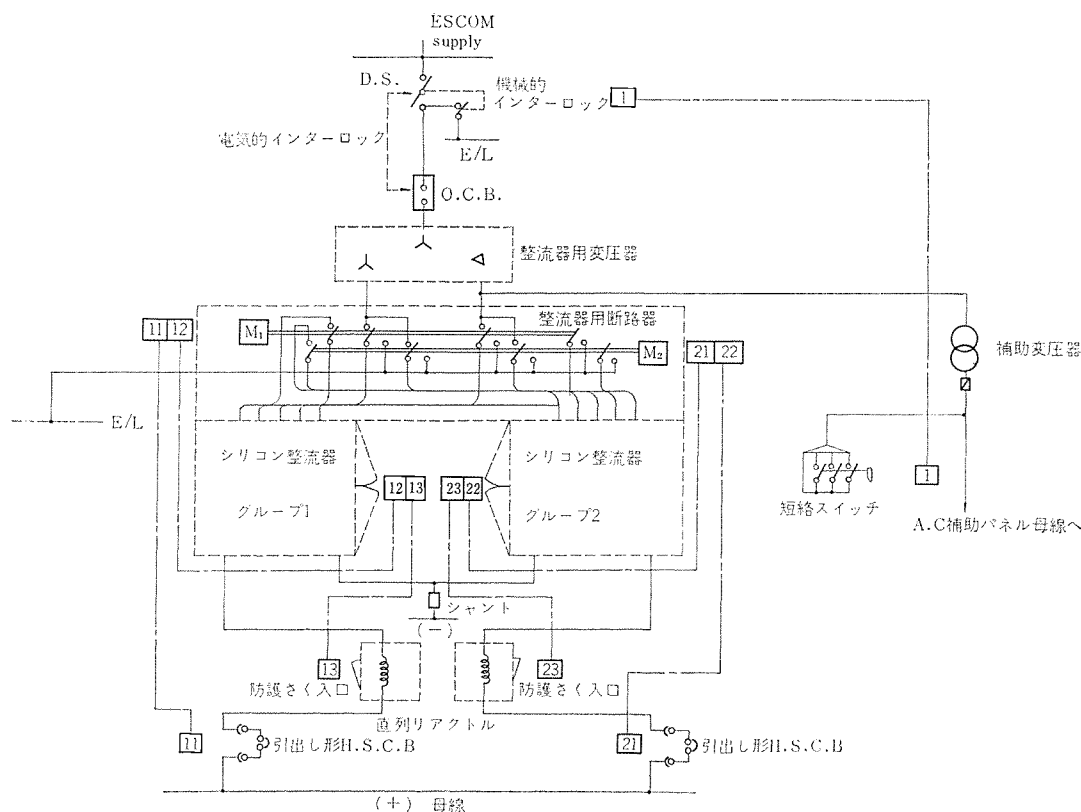 ESCOM
supply
D.S.
機械的
インターロック
1
電気的インターロック
E/L
O.C.B.
整流器用変圧器
11 12
整流器用断路器
M₁
M₂
21 22
補助変圧器
E/L
シリコン整流器
グループ1
12 13
23 22
シリコン整流器
グループ2
1
短絡スイッチ
A.C補助パネル母線へ
シャント
(-)
13
23
防護さく入口
防護さく入口
直列リアクトル
11
引出し形H.S.C.B
21
引出し形H.S.C.B
(+) 母線